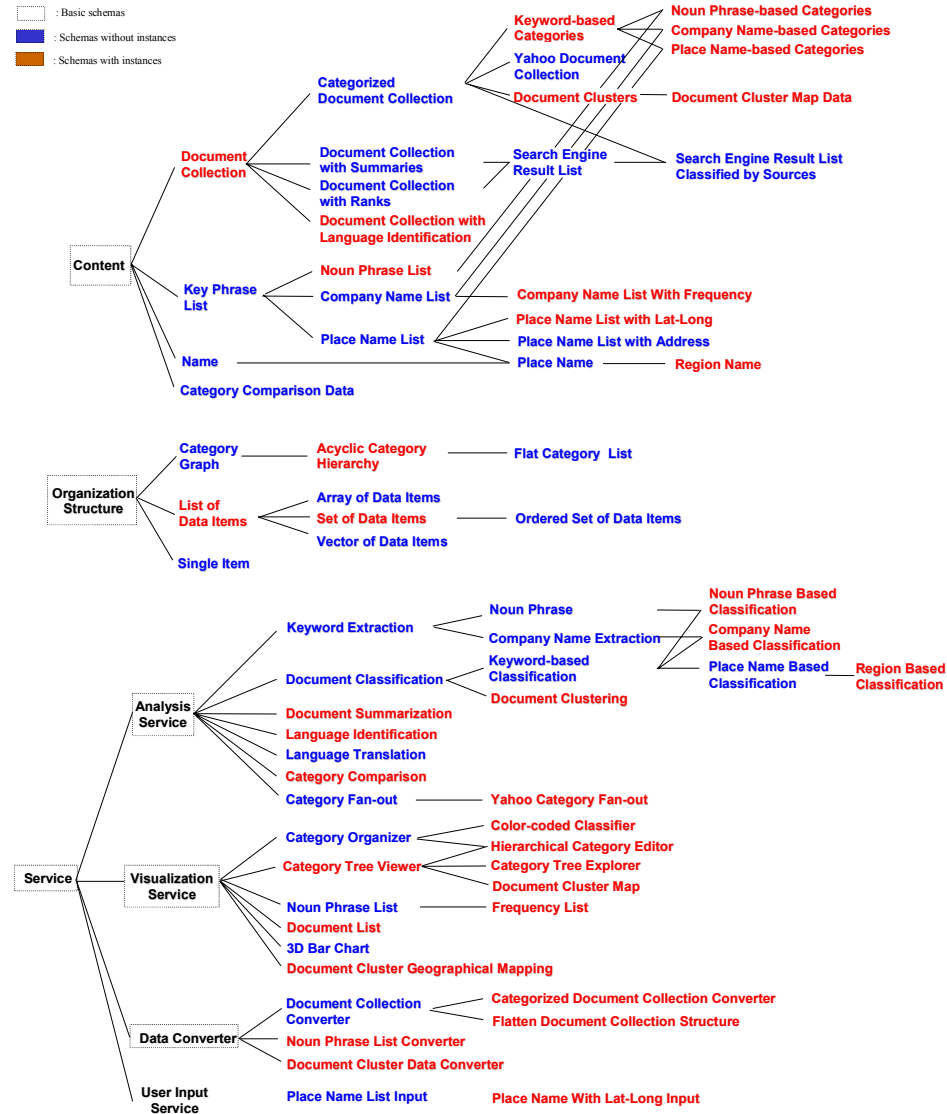 : Basic schemas
: Schemas without instances
: Schemas with instances
Keyword-based
Categories
Noun Phrase-based Categories
Company Name-based Categories
Place Name-based Categories
Categorized
Document Collection
Yahoo Document
Collection
Document Clusters
Document Cluster Map Data
Document
Collection
Document Collection
with Summaries
Document Collection
with Ranks
Search Engine
Result List
Search Engine Result List
Classified by Sources
Document Collection with
Language Identification
Content
Key Phrase
List
Noun Phrase List
Company Name List
Company Name List With Frequency
Place Name List
Place Name List with Lat-Long
Place Name List with Address
Name
Place Name
Region Name
Category Comparison Data
Organization
Structure
Category
Graph
Acyclic Category
Hierarchy
Flat Category List
List of
Data Items
Array of Data Items
Set of Data Items
Ordered Set of Data Items
Vector of Data Items
Single Item
Service
Analysis
Service
Keyword Extraction
Noun Phrase
Company Name Extraction
Noun Phrase Based
Classification
Company Name
Based Classification
Document Classification
Keyword-based
Classification
Place Name Based
Classification
Region Based
Classification
Document Clustering
Document Summarization
Language Identification
Language Translation
Category Comparison
Category Fan-out
Yahoo Category Fan-out
Visualization
Service
Category Organizer
Color-coded Classifier
Hierarchical Category Editor
Category Tree Viewer
Category Tree Explorer
Document Cluster Map
Noun Phrase List
Frequency List
Document List
3D Bar Chart
Document Cluster Geographical Mapping
Data Converter
Document Collection
Converter
Categorized Document Collection Converter
Flatten Document Collection Structure
Noun Phrase List Converter
Document Cluster Data Converter
User Input
Service
Place Name List Input
Place Name With Lat-Long Input